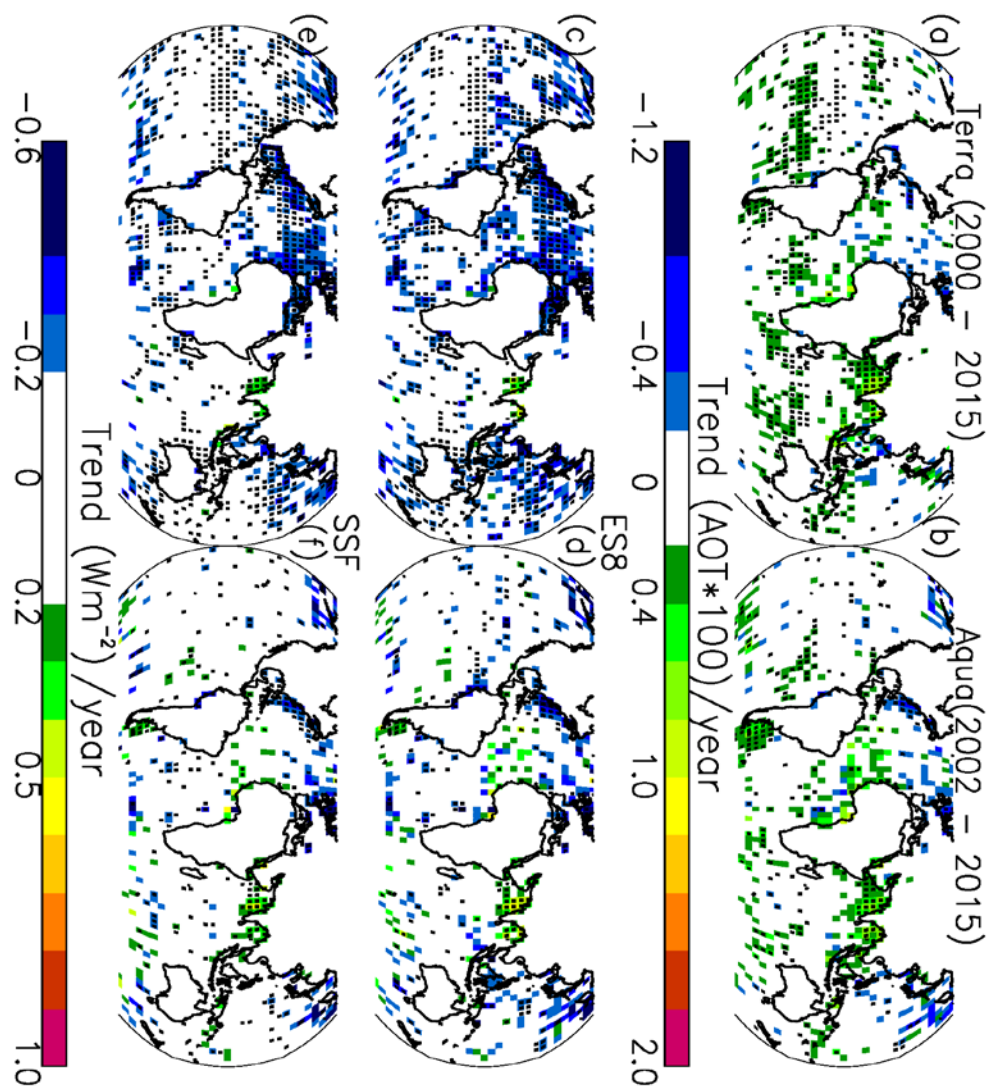 Terra (2000 – 2015)
Aqua(2002 – 2015)
(a)
(b)
-1.2
-0.4
0
0.4
1.0
2.0
Trend (AOT*100)/year
ES8
(c)
(d)
SSF
(e)
(f)
-0.6
-0.2
0
0.2
0.5
1.0
Trend (Wm⁻²)/year